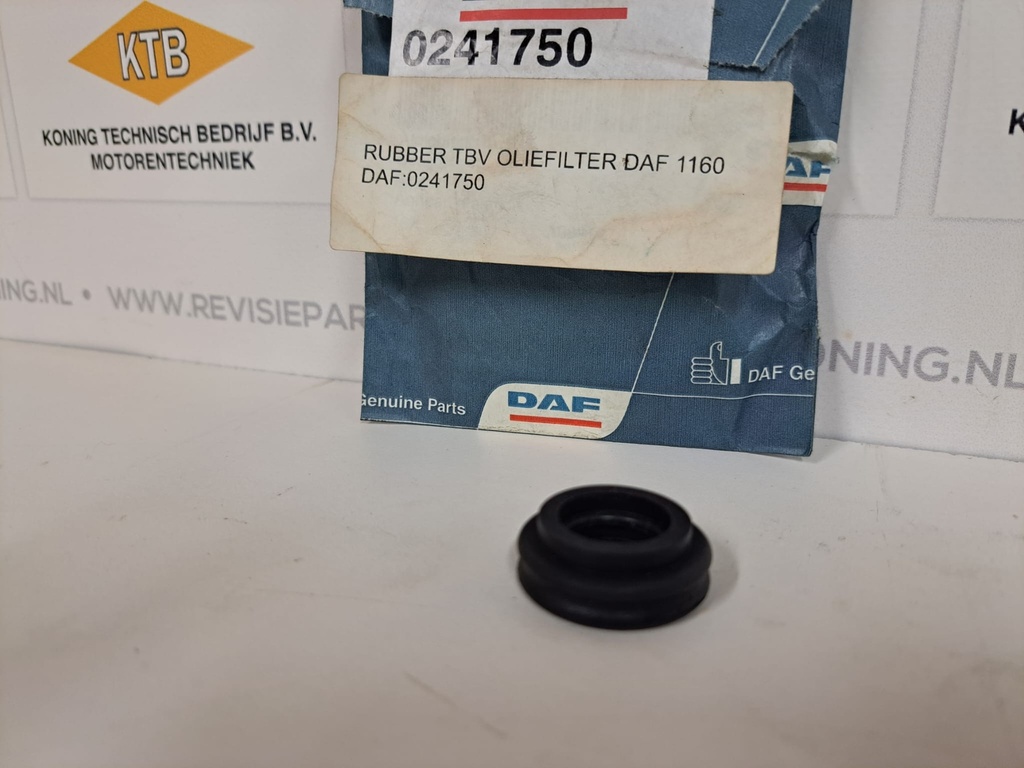 KTB
KONING TECHNISCH BEDRIJF B.V.
MOTORENTECHNIEK
0241750
RUBBER TBV OLIEFILTER DAF 1160
DAF:0241750
DAF
ING.NL • WWW.REVISIEPAR
ONING.NL
K
Genuine Parts
DAF
DAF Ge